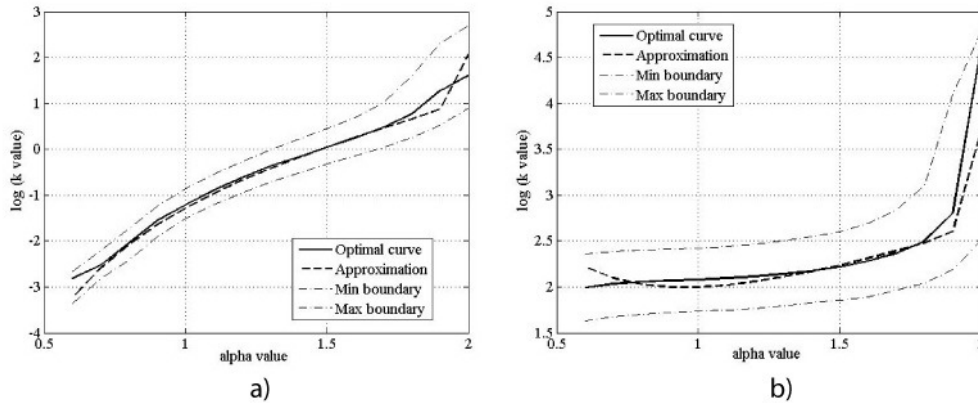 3
2
1
0
-1
-2
-3
-4
0.5
1
1.5
2
log (k value)
alpha value
Optimal curve
Approximation
Min boundary
Max boundary
a)
5
4.5
4
3.5
3
2.5
2
1.5
0.5
1
1.5
log (k value)
alpha value
Optimal curve
Approximation
Min boundary
Max boundary
b)